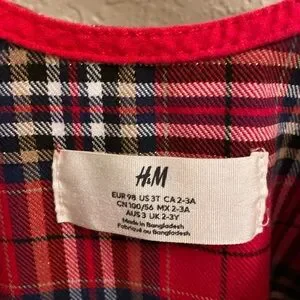 H&M
EUR 98 US 3T CA 2-3A
CN 100/56 MX 2-3A
AUS 3 UK 2-3Y
Made in Bangladesh
Fabriqué au Bangladesh